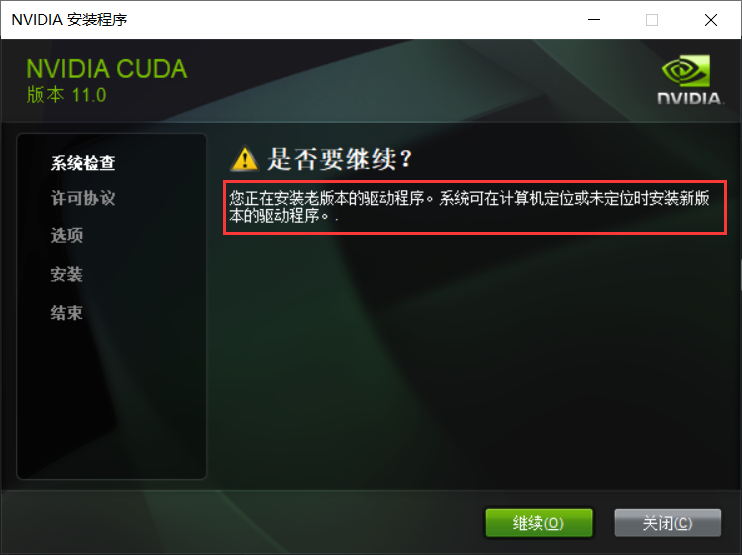 NVIDIA 安装程序
NVIDIA CUDA
版本 11.0
NVIDIA.
系统检查
许可协议
选项
安装
结束
是否要继续？
您正在安装老版本的驱动程序。系统可在计算机定位或未定位时安装新版
本的驱动程序。.
继续(O)
关闭(C)